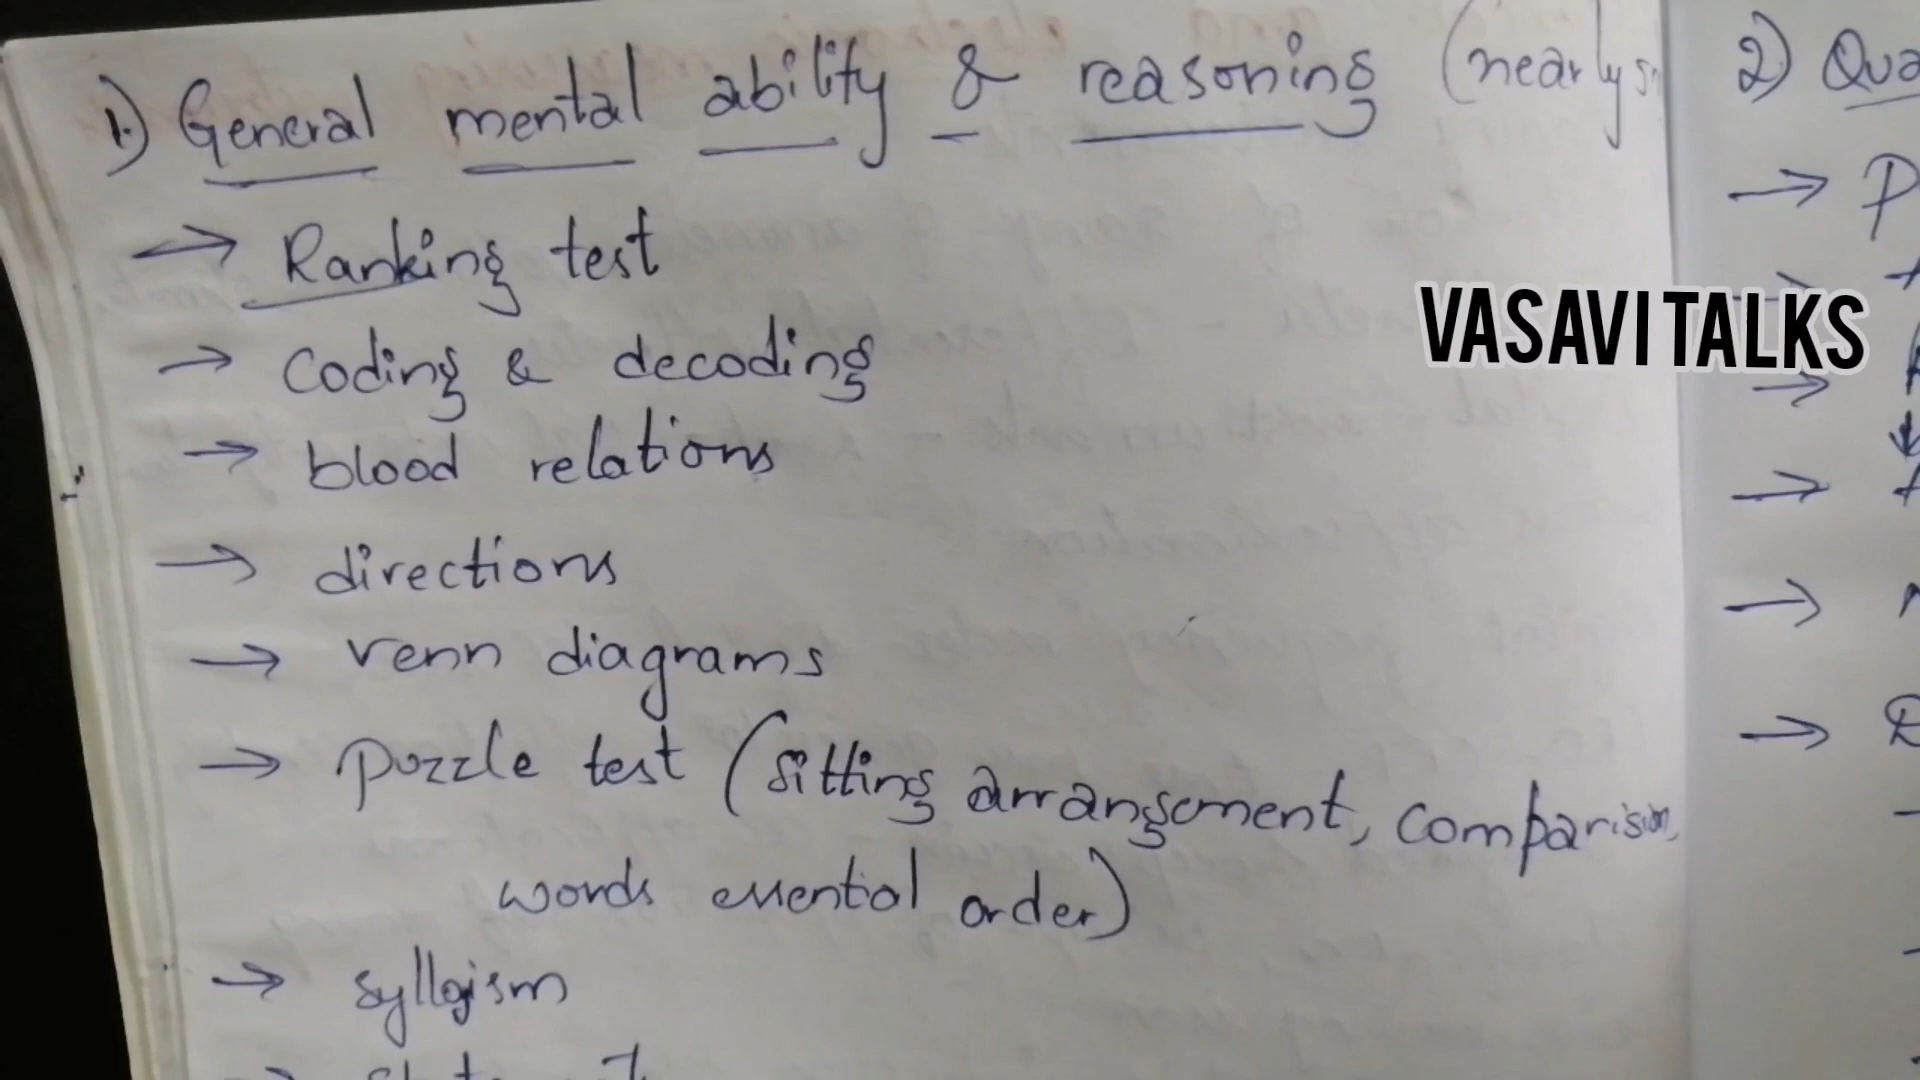 1.) General mental ability & reasoning (nearly
→ Ranking test
→ Coding & decoding
→ blood relations
→ directions
→ venn diagrams
→ puzzle test (sitting arrangement, comparision,
words essential order)
→ syllogism
2) Qua
VASAVI TALKS